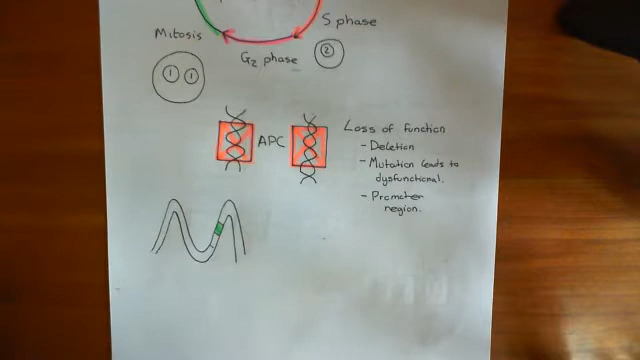 S phase
Mitosis
G₂ phase
2
1 1
APC
Loss of function
- Deletion
- Mutation leads to
dysfunctional.
- Promoter
region.